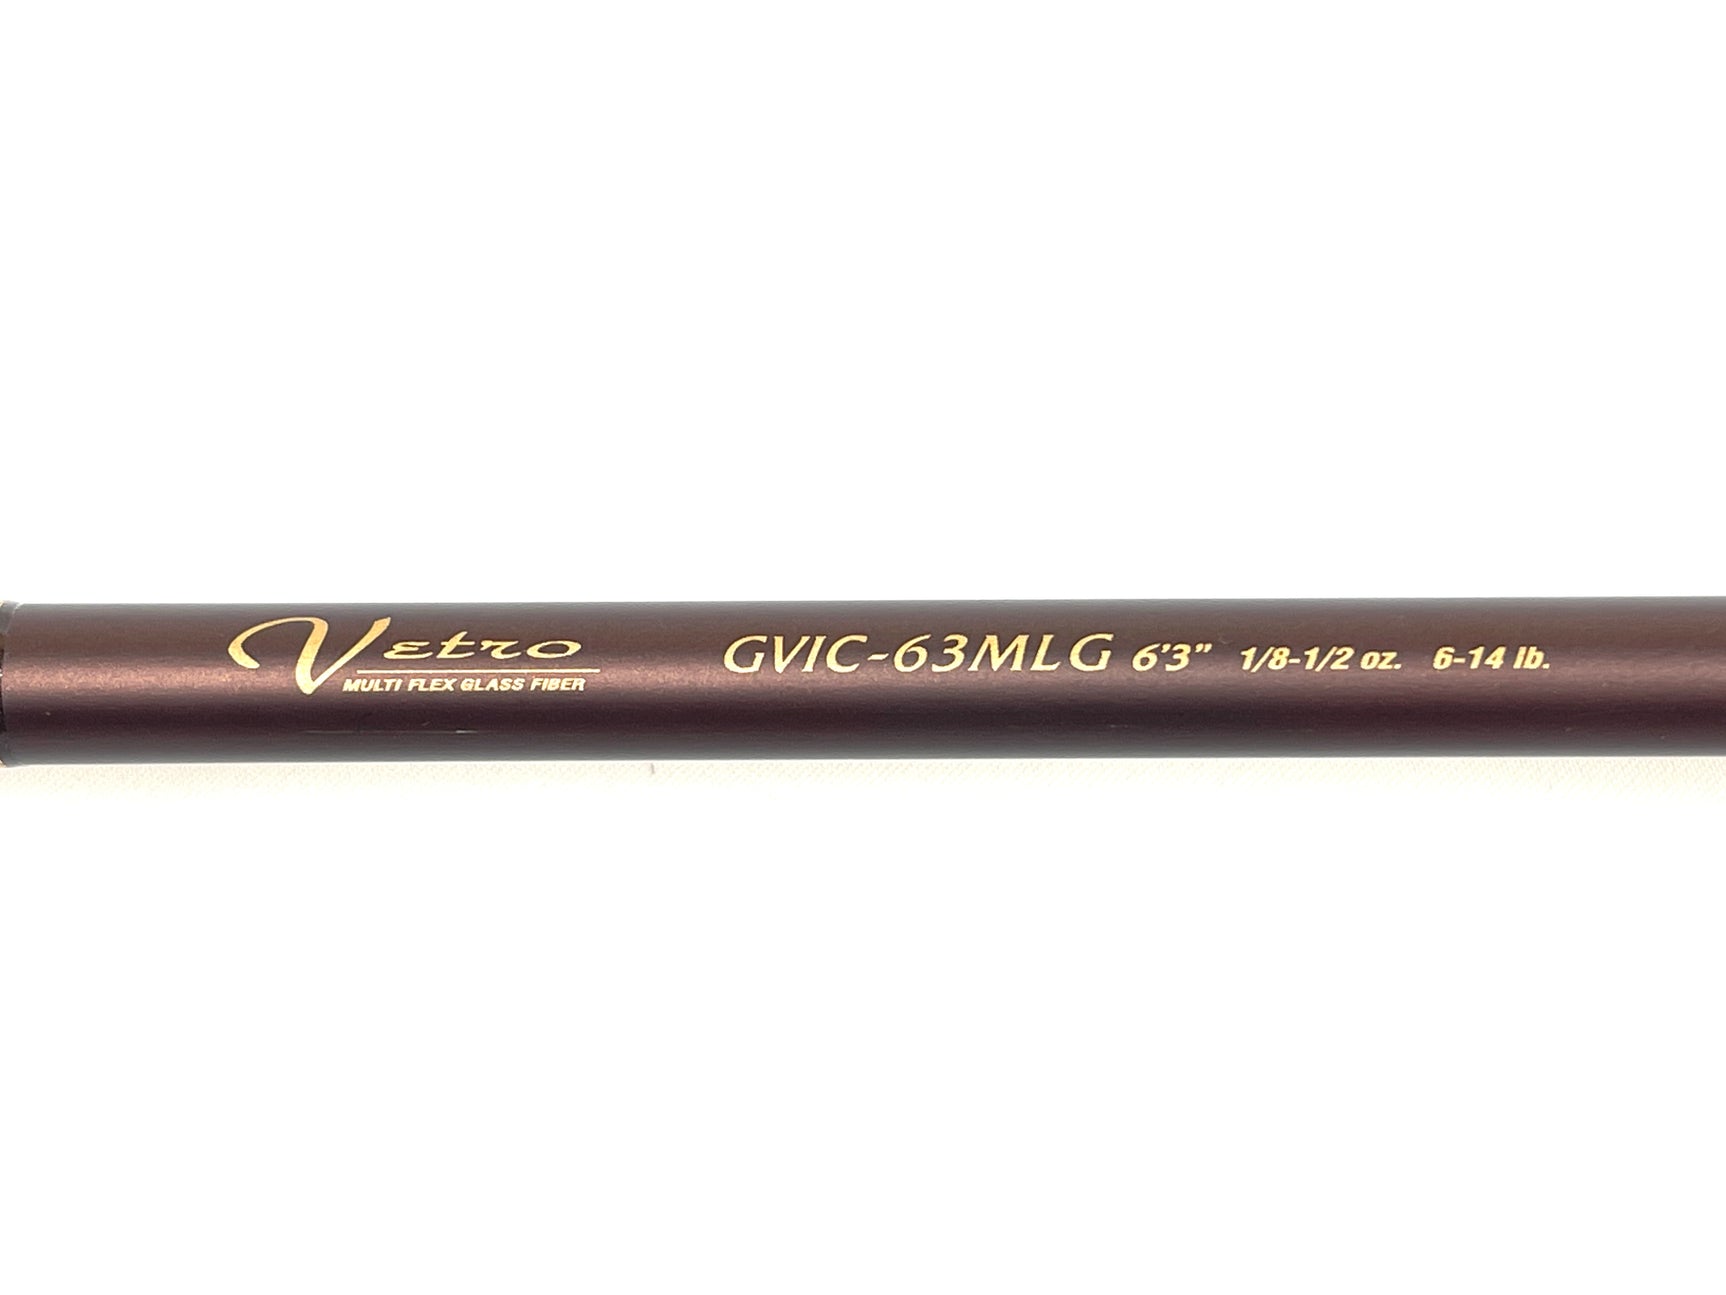 Vetro GVIC-63MLG 6'3" 1/8-1/2 oz. 6-14 lb.
MULTI FLEX GLASS FIBER